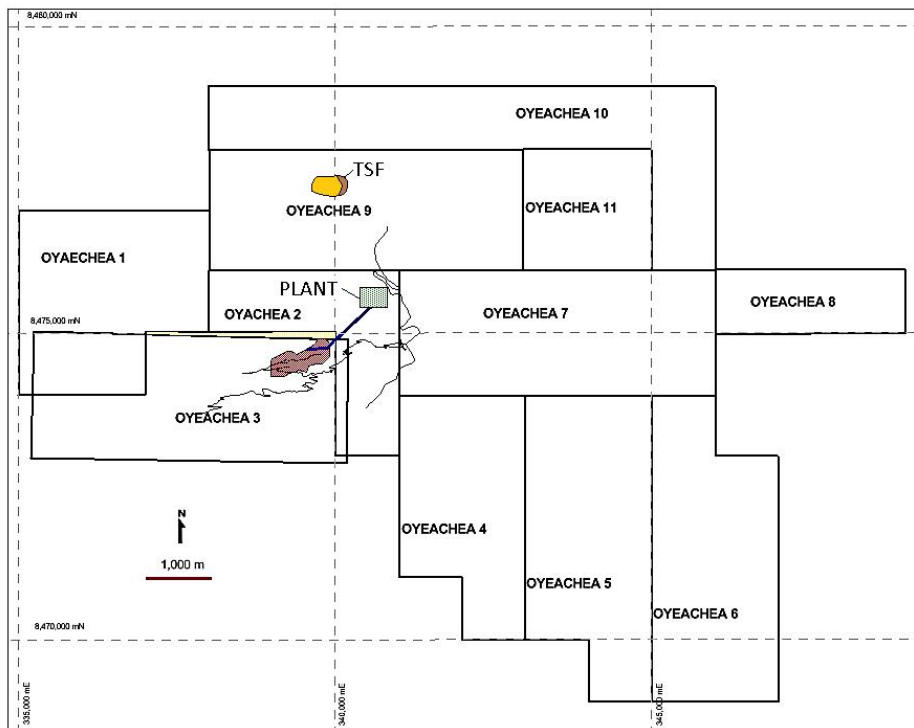 8,480,000 mN
OYEACHEA 10
TSF
OYEACHEA 9
OYEACHEA 11
OYAECHEA 1
PLANT
OYACHEA 2
OYEACHEA 7
OYEACHEA 8
8,475,000 mN
OYEACHEA 3
N
1,000 m
OYEACHEA 4
OYEACHEA 5
OYEACHEA 6
8,470,000 mN
335,000 mE
340,000 mE
345,000 mE